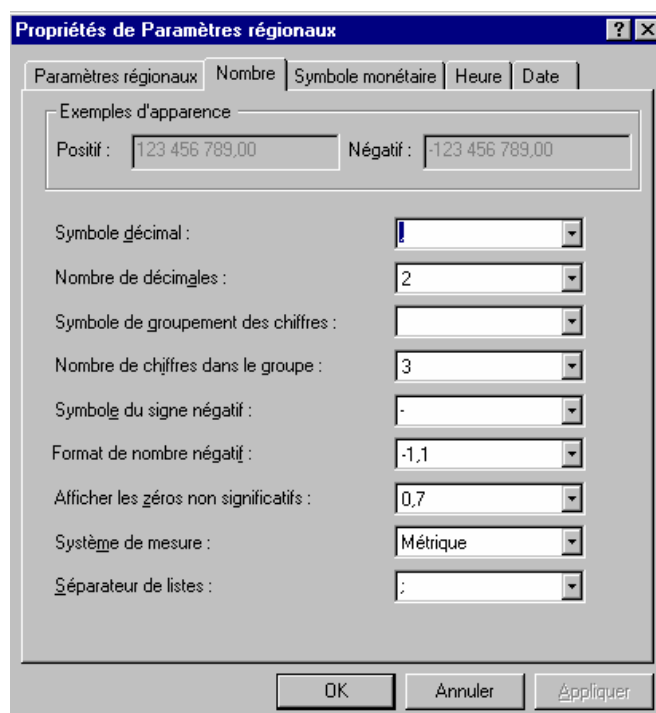 Propriétés de Paramètres régionaux
Paramètres régionaux Nombre Symbole monétaire Heure Date
Exemples d'apparence
Positif : 123 456 789,00 Négatif : -123 456 789,00
Symbole décimal : ,
Nombre de décimales : 2
Symbole de groupement des chiffres :
Nombre de chiffres dans le groupe : 3
Symbole du signe négatif : -
Format de nombre négatif : -1,1
Afficher les zéros non significatifs : 0,7
Système de mesure : Métrique
Séparateur de listes : ;
OK Annuler Appliquer